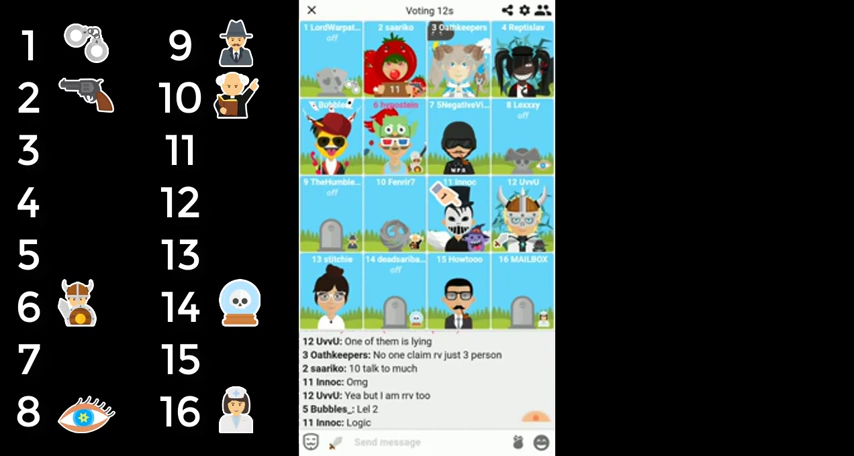 1
9
2
10
3
11
4
12
5
13
6
14
7
15
8
16
Voting 12s
1 LordWarpat...
off
2 saariko
3 Oathkeepers
4 Reptislav
11
6 hypostein
7 5NegativeVi...
WPR
8 Lexxxy
off
9 TheHumble...
off
10 Fenrir7
11 Innoc
12 UvvU
13 stitchie
14 deadsariba...
off
15 Howtooo
16 MAILBOX
12 UvvU: One of them is lying
3 Oathkeepers: No one claim rv just 3 person
2 saariko: 10 talk to much
11 Innoc: Omg
12 UvvU: Yea but I am rrv too
5 Bubbles_: Lel 2
11 Innoc: Logic
Send message